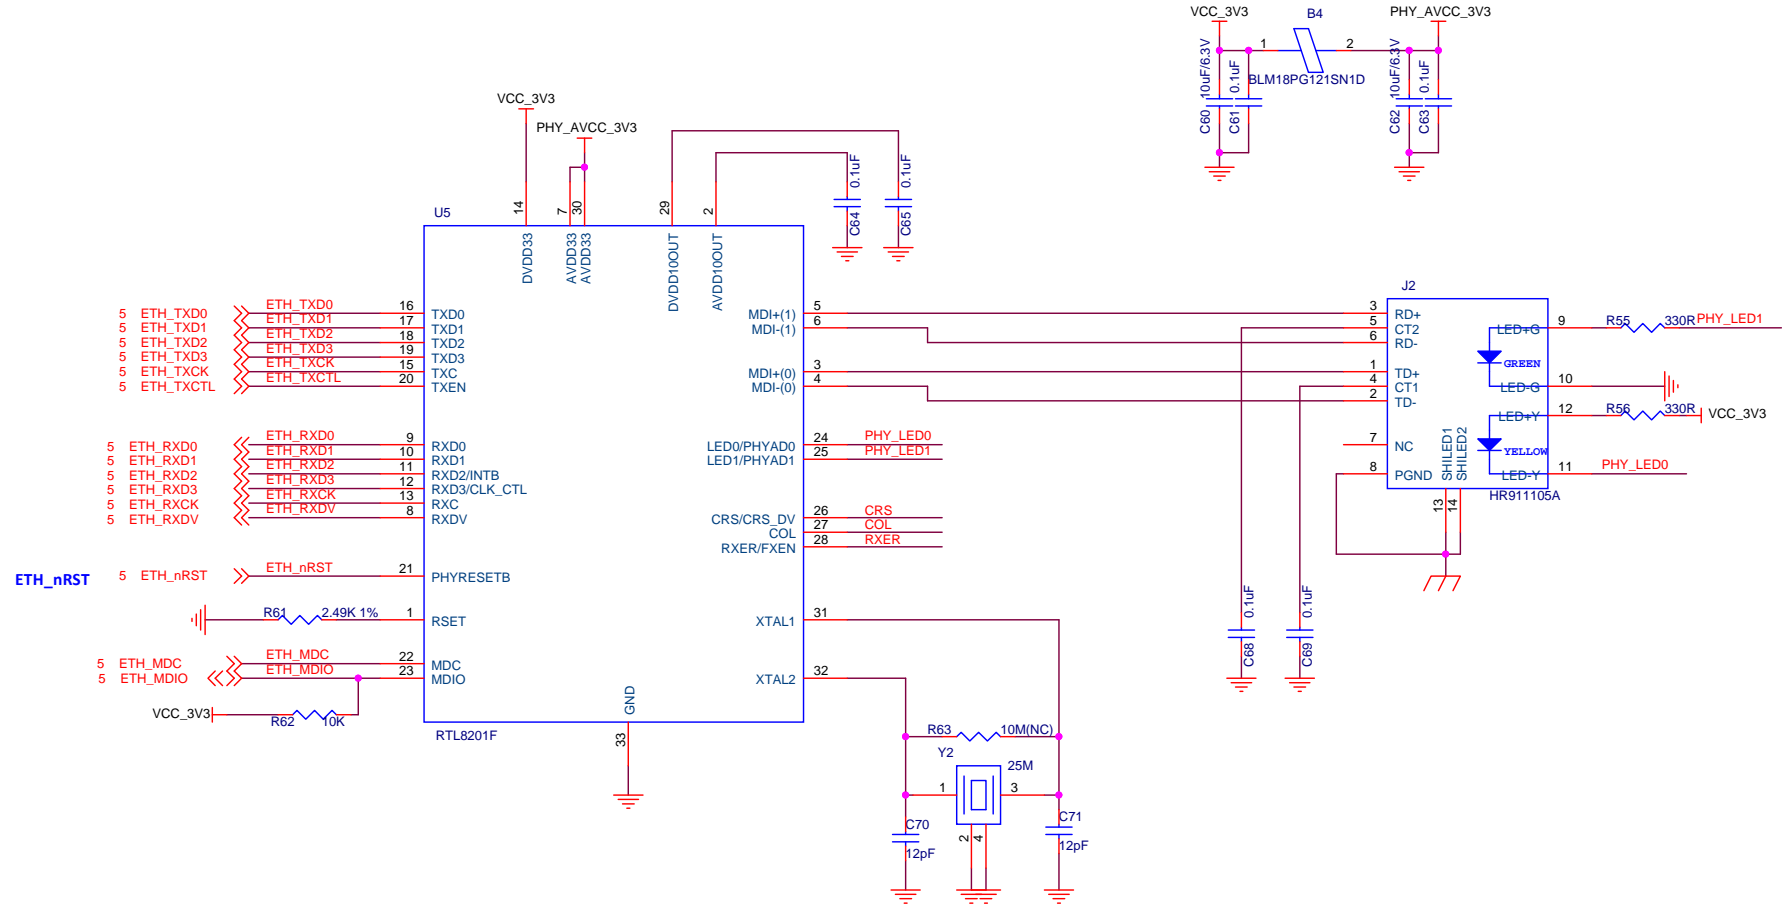 VCC_3V3
B4
PHY_AVCC_3V3
1
2
BLM18PG121SN1D
C60
10uF/6.3V
C61
0.1uF
C62
10uF/6.3V
C63
0.1uF
VCC_3V3
PHY_AVCC_3V3
0.1uF
C64
0.1uF
C65
U5
14
7
30
29
2
DVDD33
AVDD33
AVDD33
DVDD10OUT
AVDD10OUT
5 ETH_TXD0 ETH_TXD0 16 TXD0
5 ETH_TXD1 ETH_TXD1 17 TXD1
5 ETH_TXD2 ETH_TXD2 18 TXD2
5 ETH_TXD3 ETH_TXD3 19 TXD3
5 ETH_TXCK ETH_TXCK 15 TXC
5 ETH_TXCTL ETH_TXCTL 20 TXEN
5 ETH_RXD0 ETH_RXD0 9 RXD0
5 ETH_RXD1 ETH_RXD1 10 RXD1
5 ETH_RXD2 ETH_RXD2 11 RXD2/INTB
5 ETH_RXD3 ETH_RXD3 12 RXD3/CLK_CTL
5 ETH_RXCK ETH_RXCK 13 RXC
5 ETH_RXDV ETH_RXDV 8 RXDV
ETH_nRST 5 ETH_nRST ETH_nRST 21 PHYRESETB
R61 2.49K 1% 1 RSET
5 ETH_MDC ETH_MDC 22 MDC
5 ETH_MDIO ETH_MDIO 23 MDIO
VCC_3V3
R62 10K
RTL8201F
GND
33
MDI+(1) 5
MDI-(1) 6
MDI+(0) 3
MDI-(0) 4
LED0/PHYAD0 24 PHY_LED0
LED1/PHYAD1 25 PHY_LED1
CRS/CRS_DV 26 CRS
COL 27 COL
RXER/FXEN 28 RXER
XTAL1 31
XTAL2 32
R63 10M(NC)
Y2
25M
1
3
2
4
C70
12pF
C71
12pF
0.1uF
C68
0.1uF
C69
J2
3 RD+
5 CT2
6 RD-
1 TD+
4 CT1
2 TD-
7 NC
8 PGND
SHILED1
SHILED2
13
14
LED+G 9 R55 330R PHY_LED1
GREEN
LED-G 10
LED+Y 12 R56 330R VCC_3V3
YELLOW
LED-Y 11 PHY_LED0
HR911105A